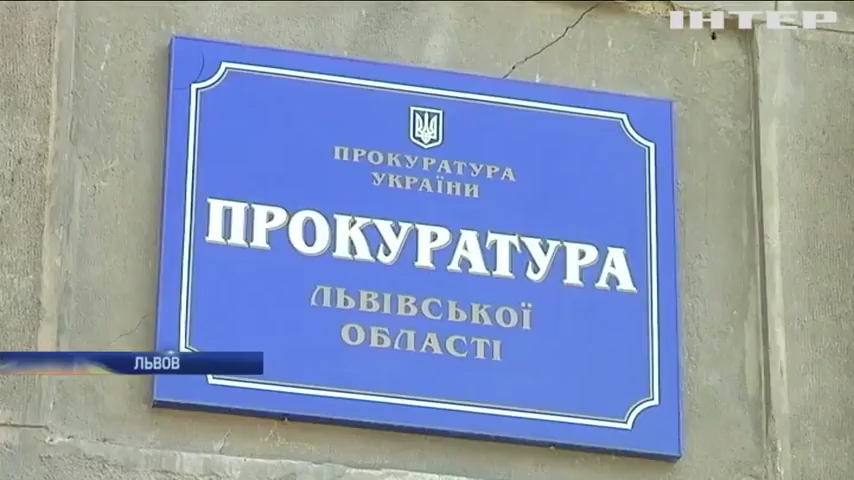 ІНТЕР
ПРОКУРАТУРА
УКРАЇНИ
ПРОКУРАТУРА
ЛЬВІВСЬКОЇ
ОБЛАСТІ
ЛЬВОВ